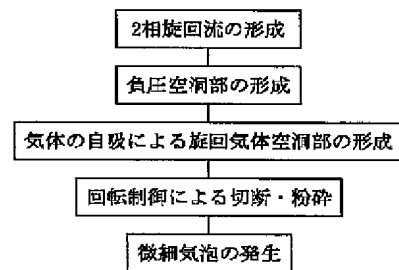 2相旋回流の形成
負圧空洞部の形成
気体の自吸による旋回気体空洞部の形成
回転制御による切断・粉砕
微細気泡の発生